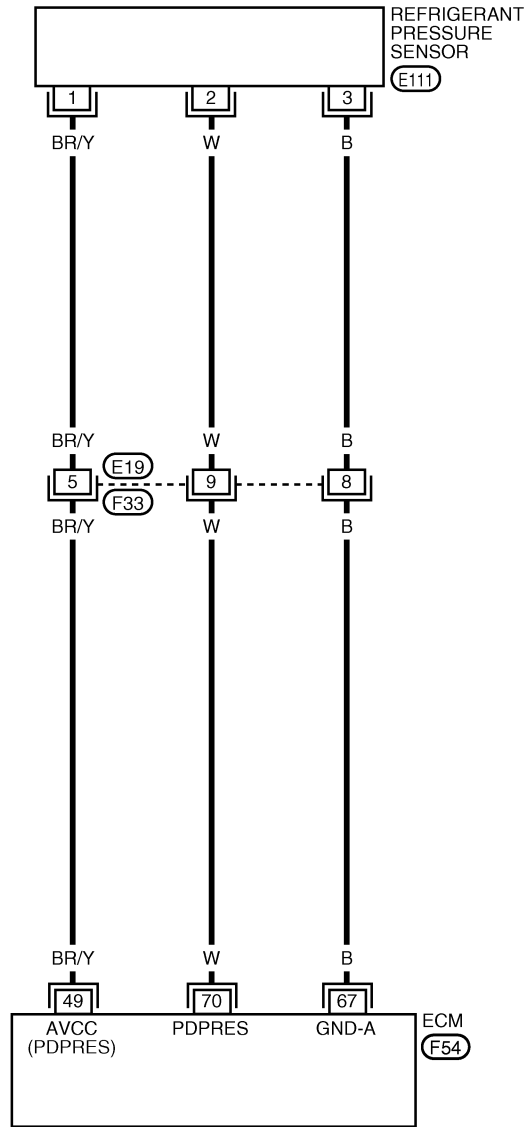 REFRIGERANT
PRESSURE
SENSOR
E111
1 2 3
BR/Y W B
BR/Y W B
E19
5 9 8
F33
BR/Y W B
BR/Y W B
49 70 67
AVCC PDPRES GND-A ECM
(PDPRES)
F54